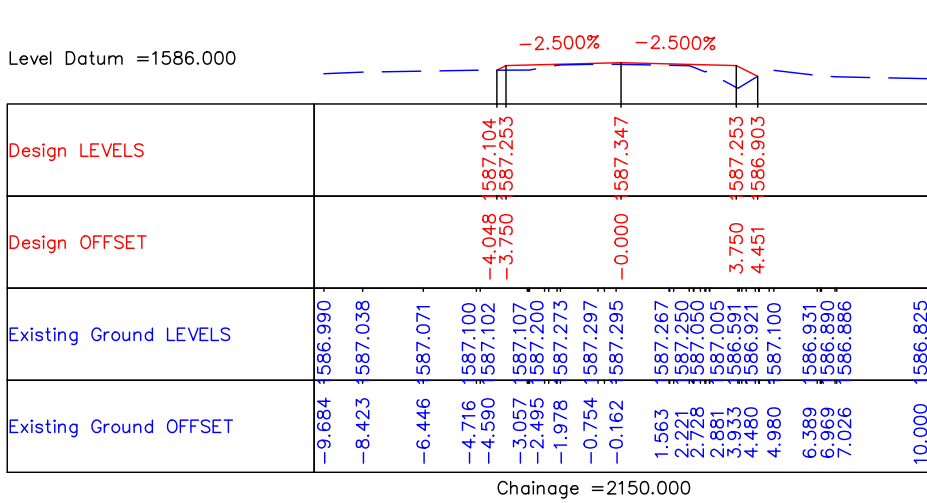 -2.500% -2.500%
Level Datum =1586.000
Design LEVELS 1587.104 1587.253 1587.347 1587.253 1586.903
Design OFFSET -4.048 -3.750 -0.000 3.750 4.451
Existing Ground LEVELS 1586.990 1587.038 1587.071 1587.100 1587.102 1587.107 1587.200 1587.273 1587.297 1587.295 1587.267 1587.250 1587.050 1587.005 1586.591 1586.921 1587.100 1586.931 1586.890 1586.886 1586.825
Existing Ground OFFSET -9.684 -8.423 -6.446 -4.716 -4.590 -3.057 -2.495 -1.978 -0.754 -0.162 1.563 2.221 2.728 2.881 3.933 4.480 4.980 6.389 6.969 7.026 10.000
Chainage =2150.000